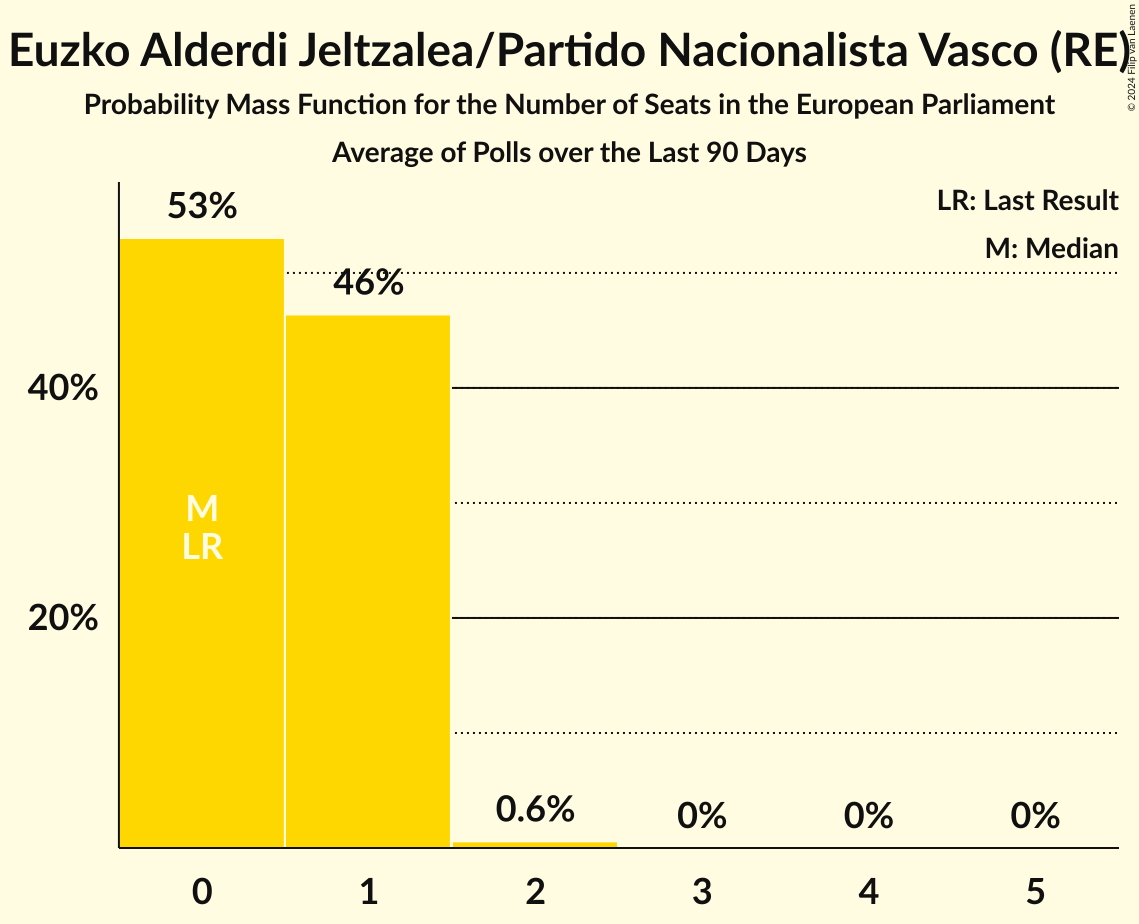 Euzko Alderdi Jeltzalea/Partido Nacionalista Vasco (RE)
© 2024 Filip van Laenen
Probability Mass Function for the Number of Seats in the European Parliament
Average of Polls over the Last 90 Days
LR: Last Result
M: Median
53%
46%
40%
M
LR
20%
0.6%
0%
0%
0%
0
1
2
3
4
5